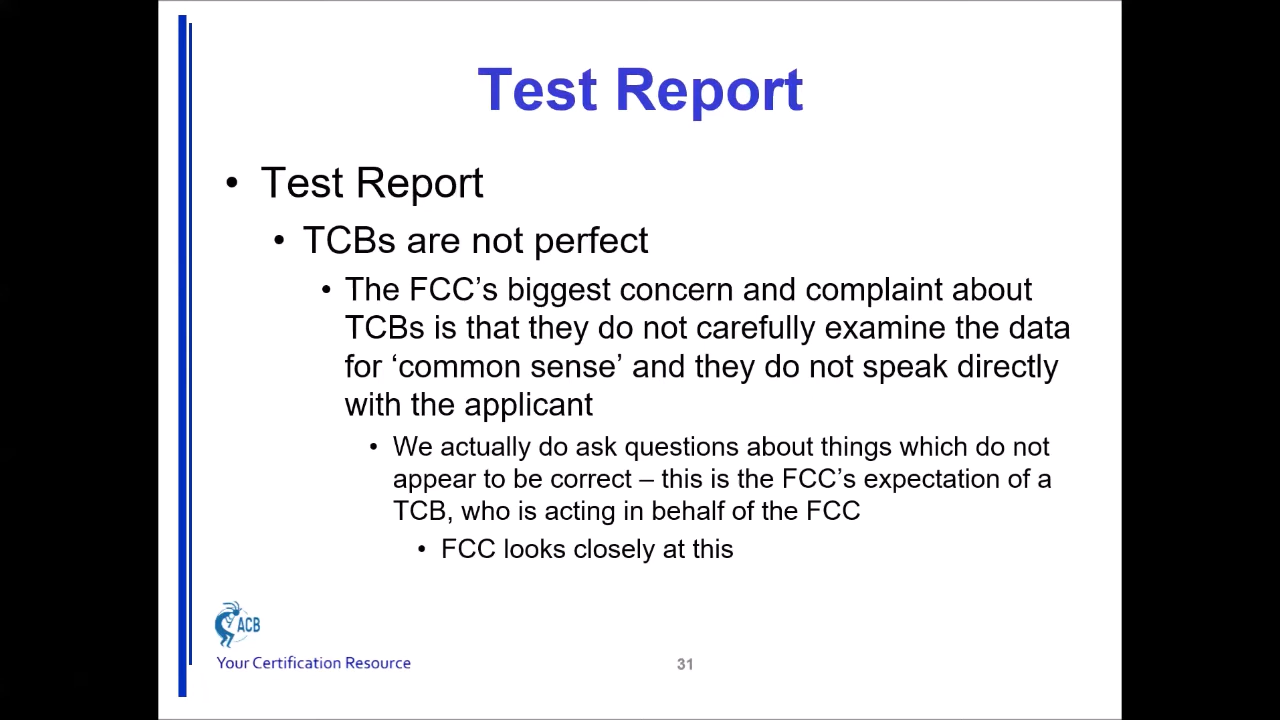 Test Report
• Test Report
• TCBs are not perfect
• The FCC’s biggest concern and complaint about
TCBs is that they do not carefully examine the data
for ‘common sense’ and they do not speak directly
with the applicant
• We actually do ask questions about things which do not
appear to be correct – this is the FCC’s expectation of a
TCB, who is acting in behalf of the FCC
• FCC looks closely at this
ACB
Your Certification Resource
31